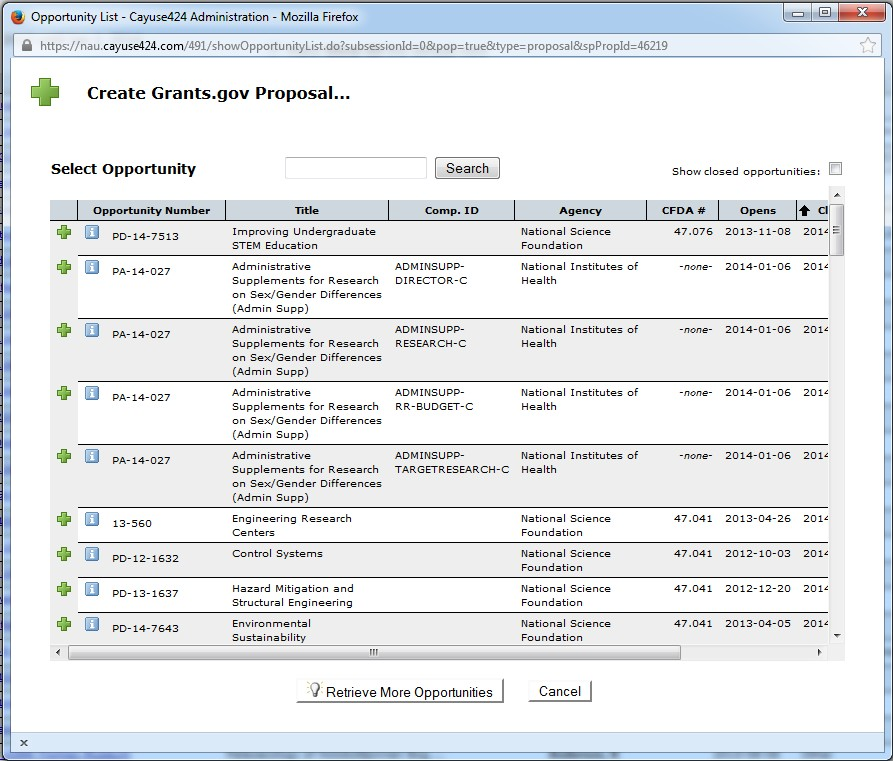 Opportunity List - Cayuse424 Administration - Mozilla Firefox
https://nau.cayuse424.com/491/showOpportunityList.do?subsessionId=0&pop=true&type=proposal&spPropId=46219
Create Grants.gov Proposal...
Select Opportunity Search Show closed opportunities:
Opportunity Number Title Comp. ID Agency CFDA # Opens Cl
PD-14-7513 Improving Undergraduate National Science 47.076 2013-11-08 2014
STEM Education Foundation
PA-14-027 Administrative ADMINSUPP- National Institutes of -none- 2014-01-06 2014
Supplements for Research DIRECTOR-C Health
on Sex/Gender Differences
(Admin Supp)
PA-14-027 Administrative ADMINSUPP- National Institutes of -none- 2014-01-06 2014
Supplements for Research RESEARCH-C Health
on Sex/Gender Differences
(Admin Supp)
PA-14-027 Administrative ADMINSUPP- National Institutes of -none- 2014-01-06 2014
Supplements for Research RR-BUDGET-C Health
on Sex/Gender Differences
(Admin Supp)
PA-14-027 Administrative ADMINSUPP- National Institutes of -none- 2014-01-06 2014
Supplements for Research TARGETRESEARCH-C Health
on Sex/Gender Differences
(Admin Supp)
13-560 Engineering Research National Science 47.041 2013-04-26 2014
Centers Foundation
PD-12-1632 Control Systems National Science 47.041 2012-10-03 2014
Foundation
PD-13-1637 Hazard Mitigation and National Science 47.041 2012-12-20 2014
Structural Engineering Foundation
PD-14-7643 Environmental National Science 47.041 2013-04-05 2014
Sustainability Foundation
Retrieve More Opportunities Cancel